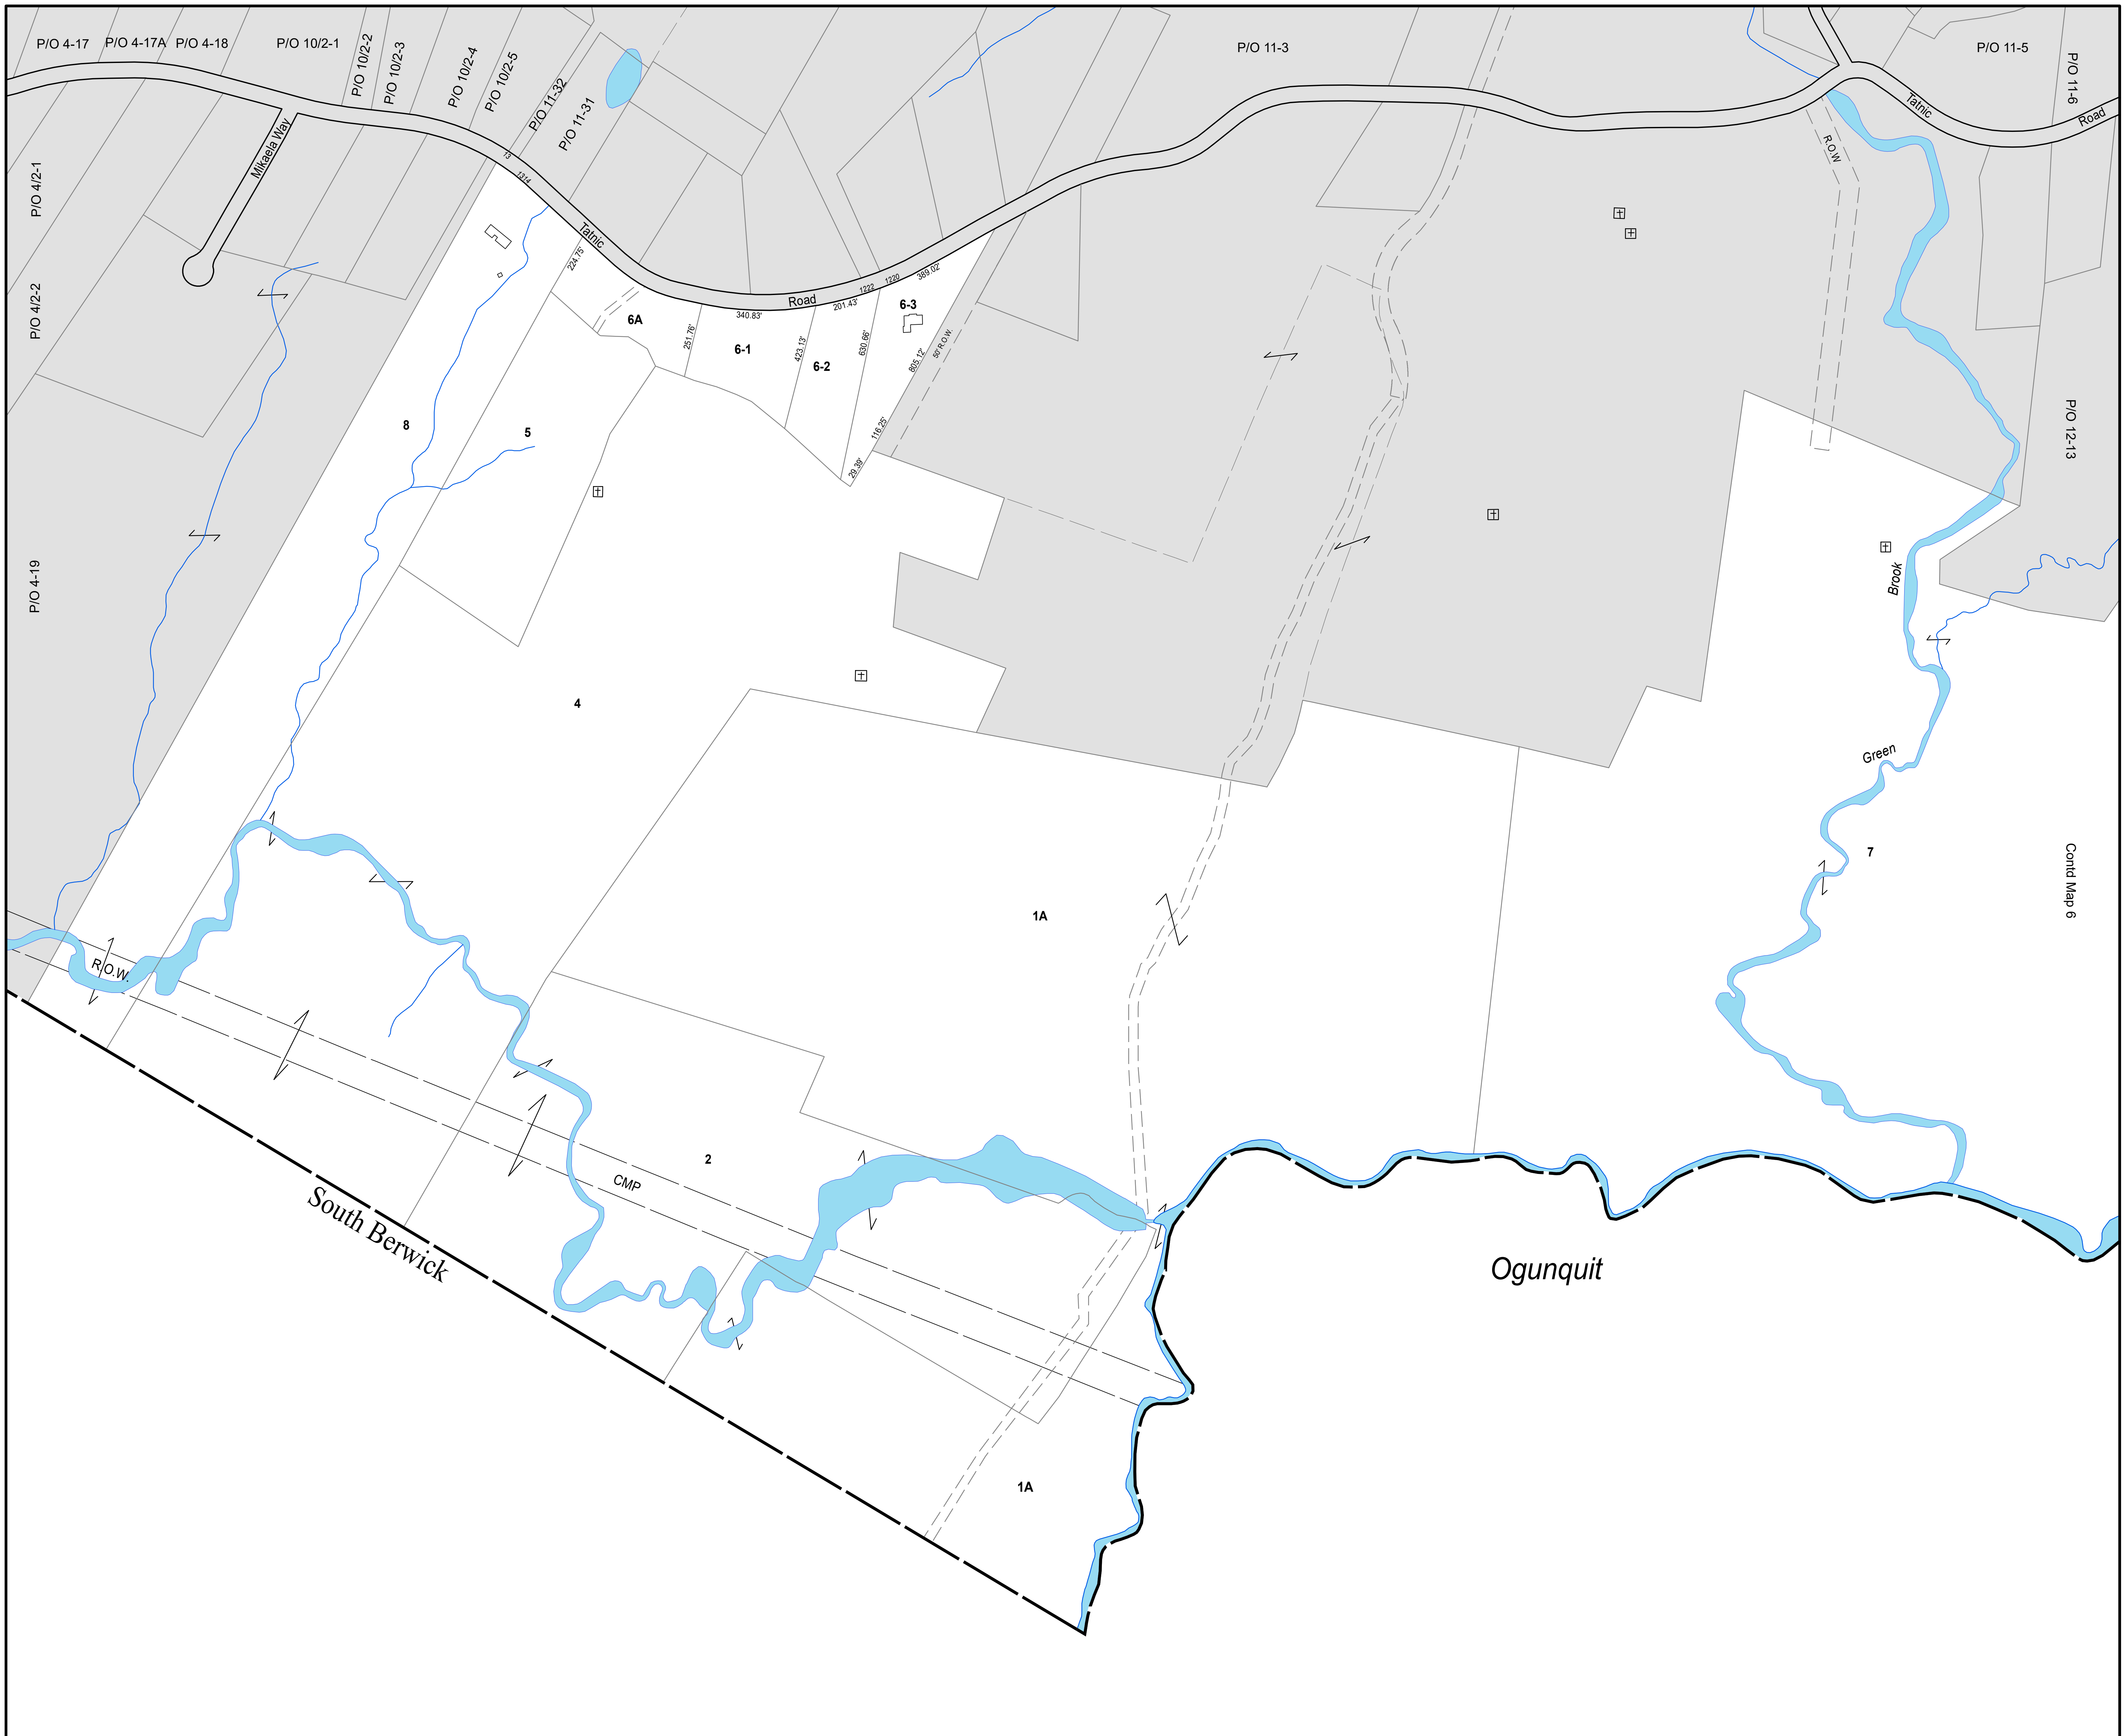 P/O 4-17
P/O 4-17A
P/O 4-18
P/O 10/2-1
P/O 10/2-2
P/O 10/2-3
P/O 10/2-4
P/O 10/2-5
P/O 11-32
P/O 11-31
P/O 11-3
P/O 11-5
P/O 11-6
Tatnic
Road
R.O.W
Mikaela Way
13
1314
P/O 4/2-1
P/O 4/2-2
Tatnic
Road
224.75'
6A
251.76'
340.83'
6-1
423.13'
201.43'
6-2
1222
1220
389.02'
630.66'
6-3
805.12'
50' R.O.W.
116.25'
29.39'
8
5
P/O 12-13
P/O 4-19
Brook
4
Green
7
Contd Map 6
1A
R.O.W.
2
CMP
South Berwick
Ogunquit
1A